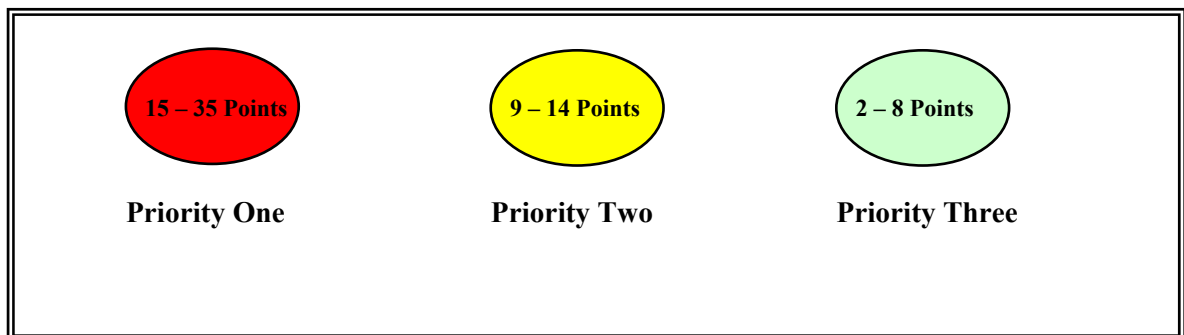 15 – 35 Points
9 – 14 Points
2 – 8 Points
Priority One
Priority Two
Priority Three